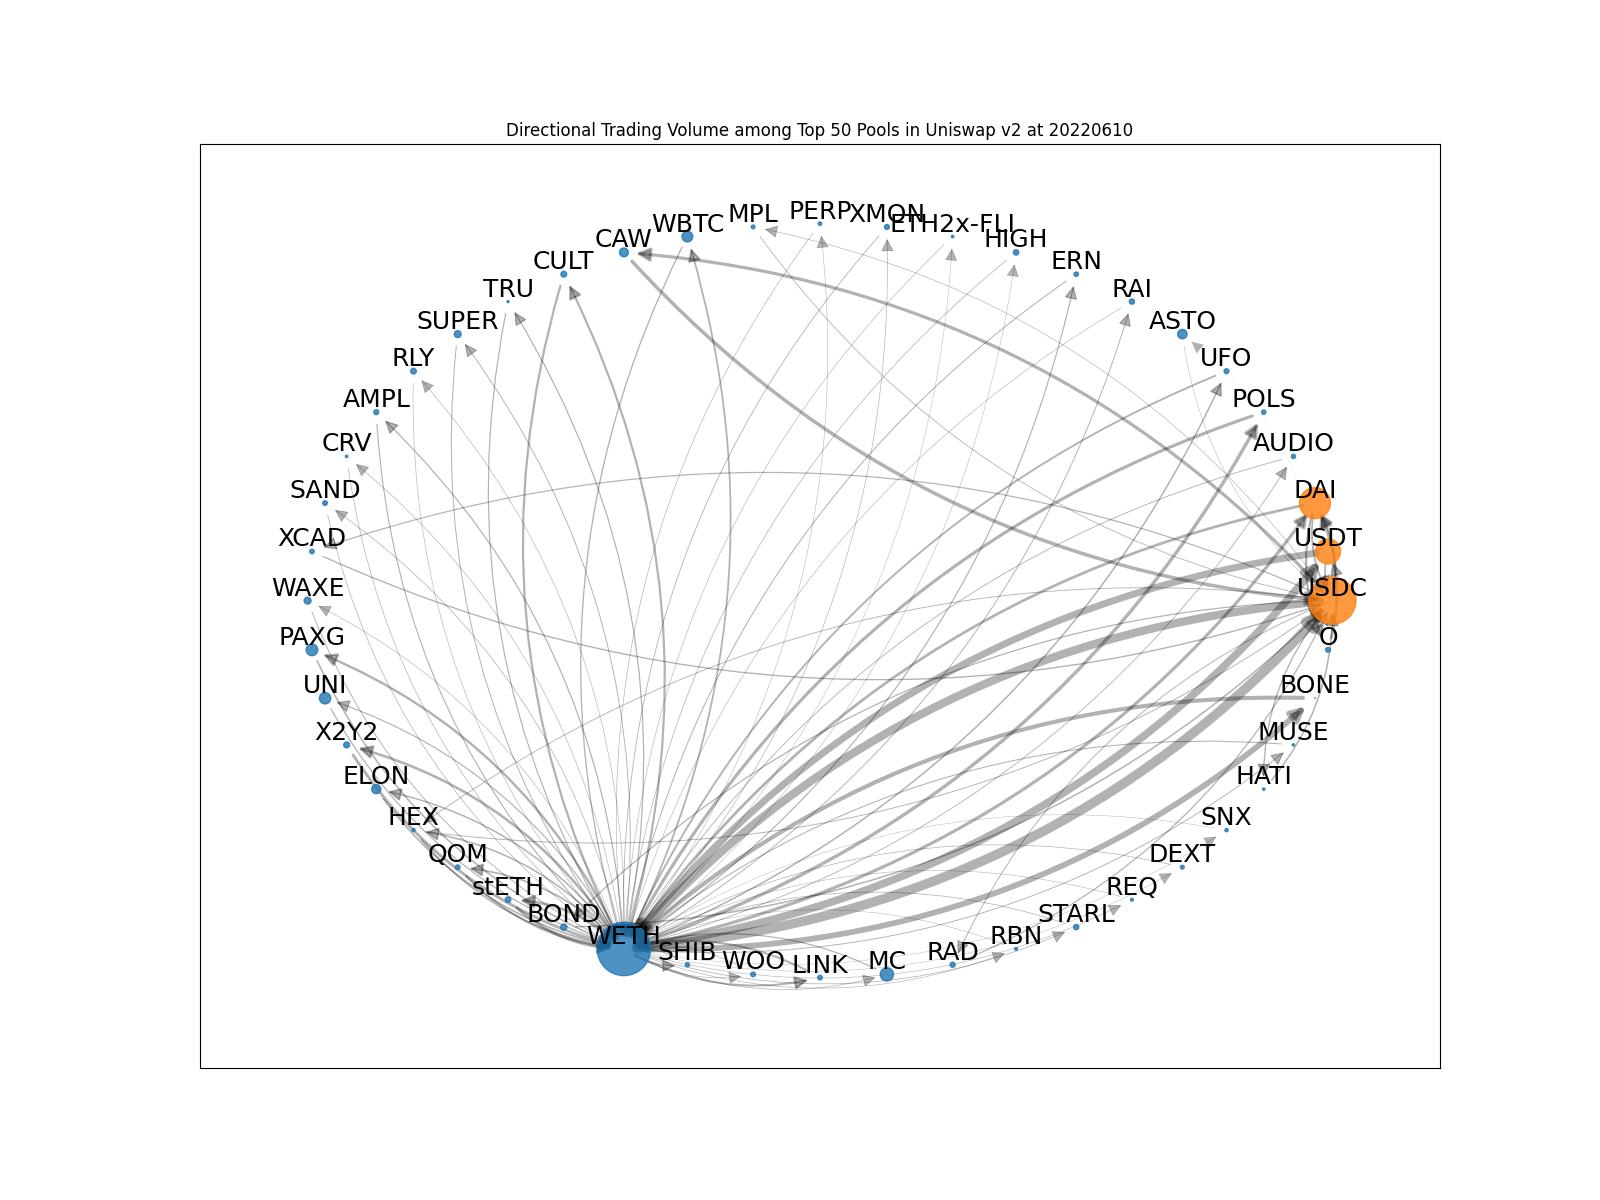 Directional Trading Volume among Top 50 Pools in Uniswap v2 at 20220610
MPL
PERP
XMON
WBTC
ETH2x-FLI
CAW
HIGH
CULT
ERN
TRU
RAI
SUPER
ASTO
RLY
UFO
AMPL
POLS
CRV
AUDIO
SAND
DAI
XCAD
USDT
WAXE
USDC
PAXG
O
UNI
BONE
X2Y2
MUSE
ELON
HATI
HEX
SNX
QOM
DEXT
stETH
REQ
BOND
STARL
WETH
RBN
SHIB
RAD
WOO
LINK
MC